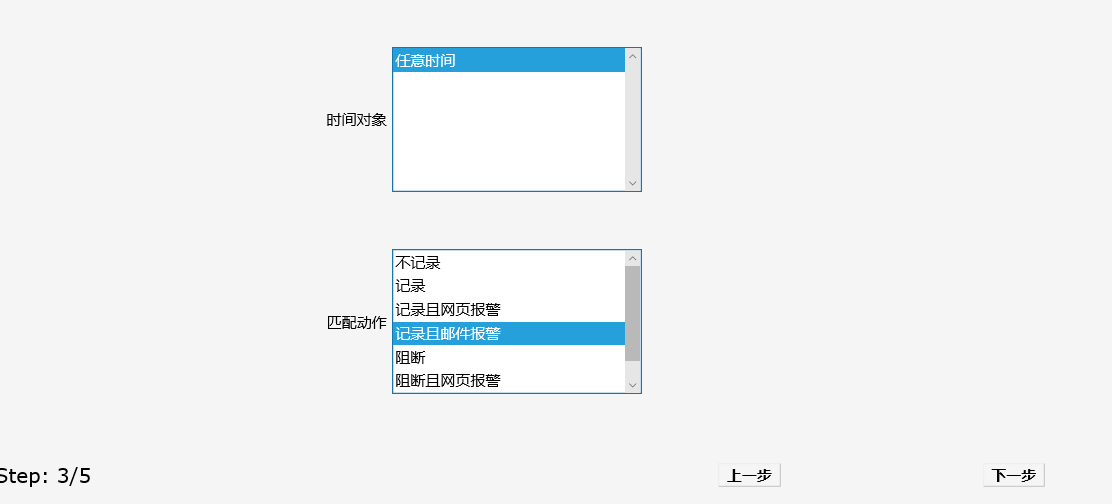 任意时间
时间对象
不记录
记录
记录且网页报警
匹配动作
记录且邮件报警
阻断
阻断且网页报警
Step: 3/5
上一步
下一步